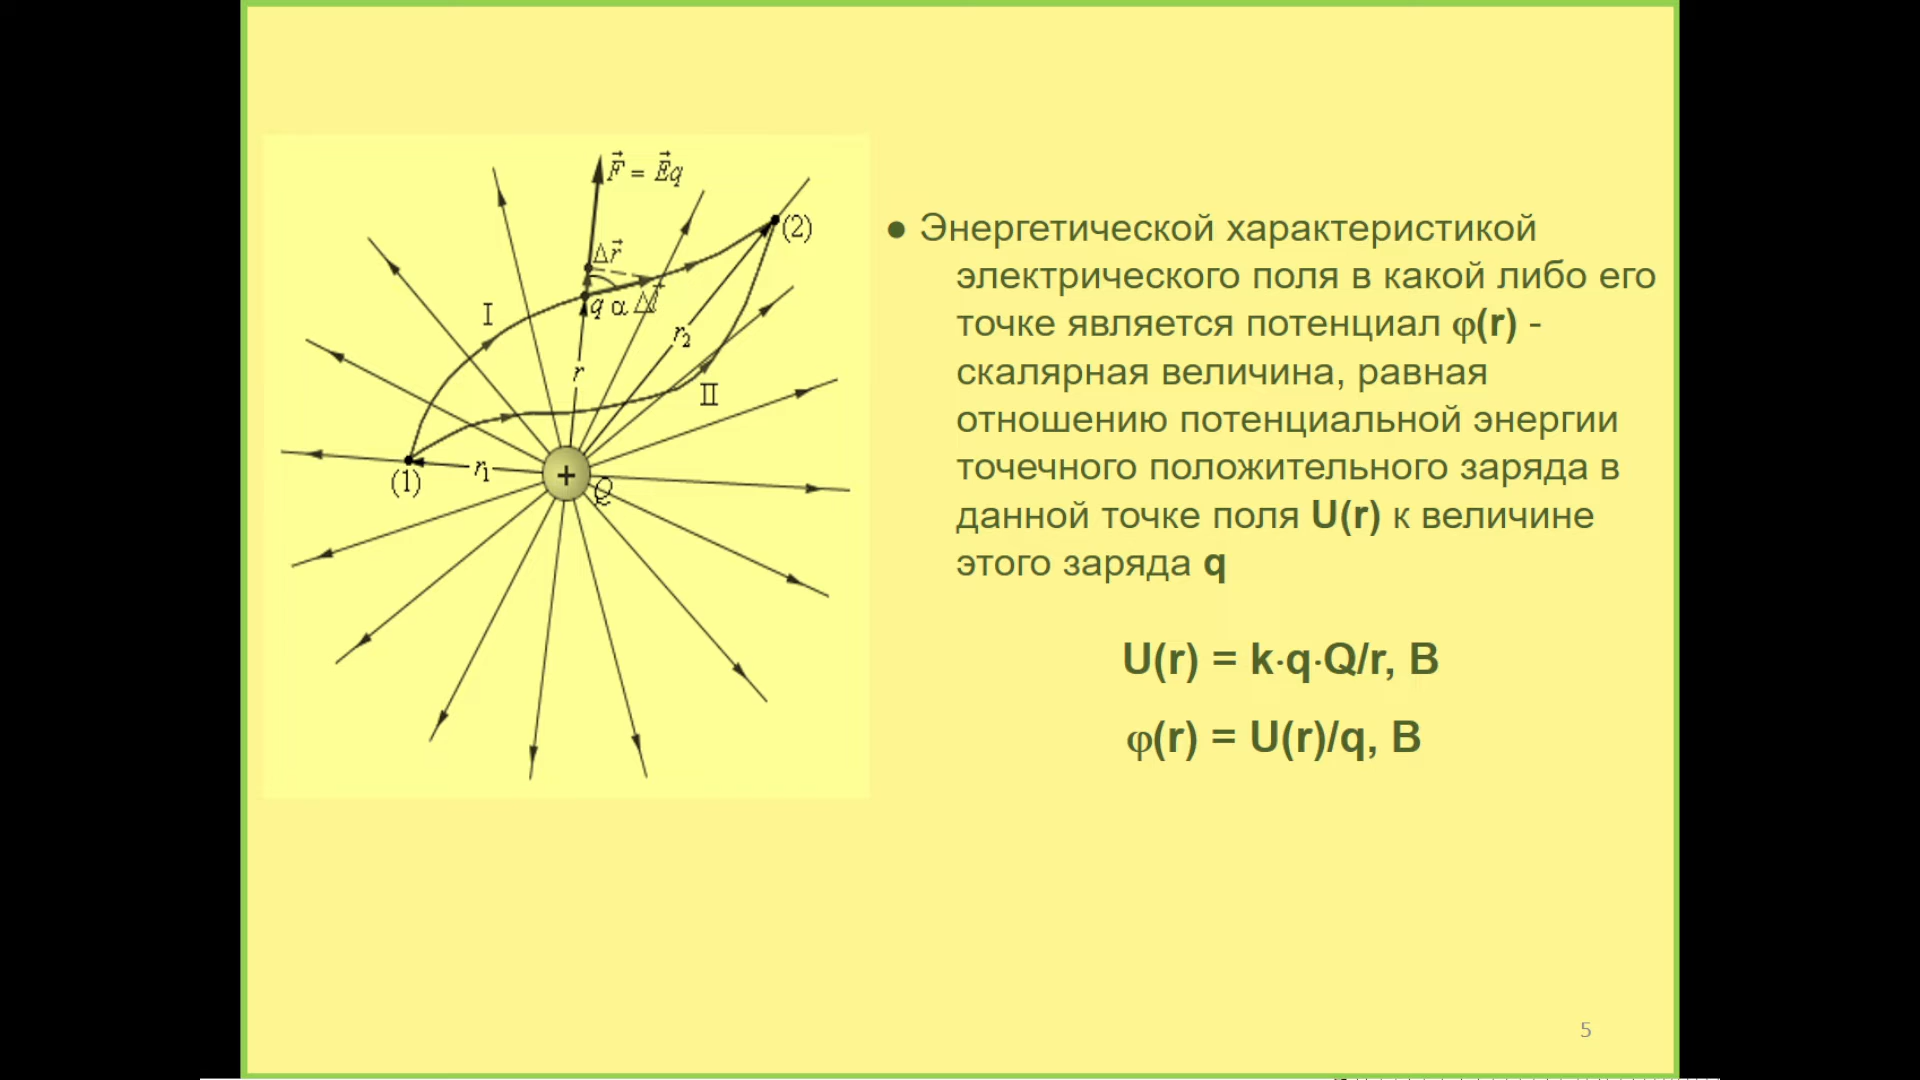 F⃗ = E⃗q
(2)
Δr⃗
q α Δl⃗
I
r₂
r
II
r₁
(1)
+
Q
● Энергетической характеристикой
электрического поля в какой либо его
точке является потенциал φ(r) -
скалярная величина, равная
отношению потенциальной энергии
точечного положительного заряда в
данной точке поля U(r) к величине
этого заряда q
U(r) = k·q·Q/r, В
φ(r) = U(r)/q, В
5